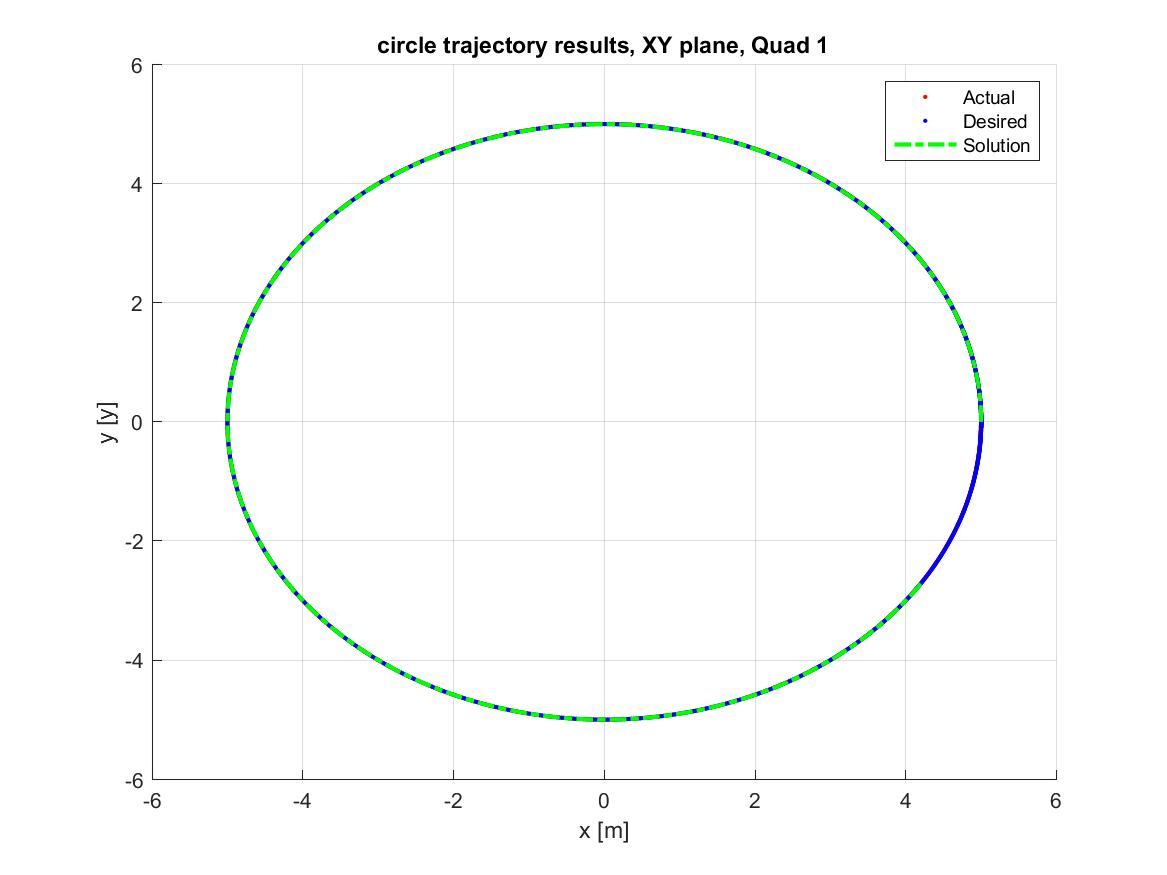 circle trajectory results, XY plane, Quad 1
Actual
Desired
Solution
y [y]
6
4
2
0
-2
-4
-6
-6 -4 -2 0 2 4 6
x [m]